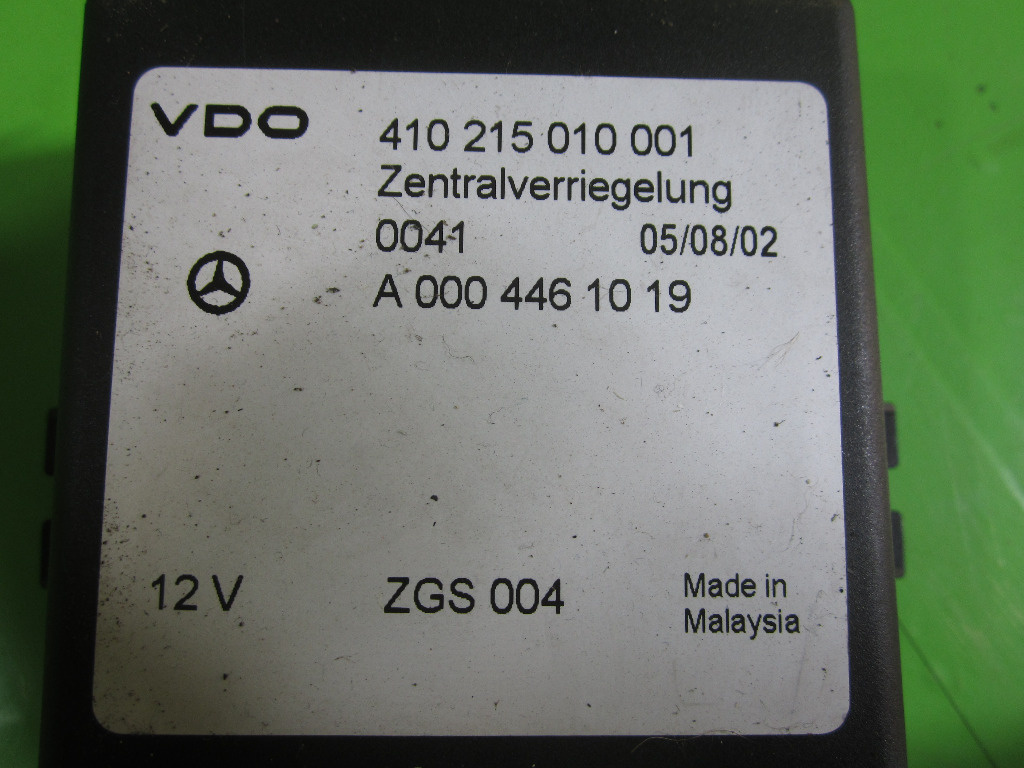 VDO
410 215 010 001
Zentralverriegelung
0041 05/08/02
A 000 446 10 19
12 V ZGS 004
Made in
Malaysia